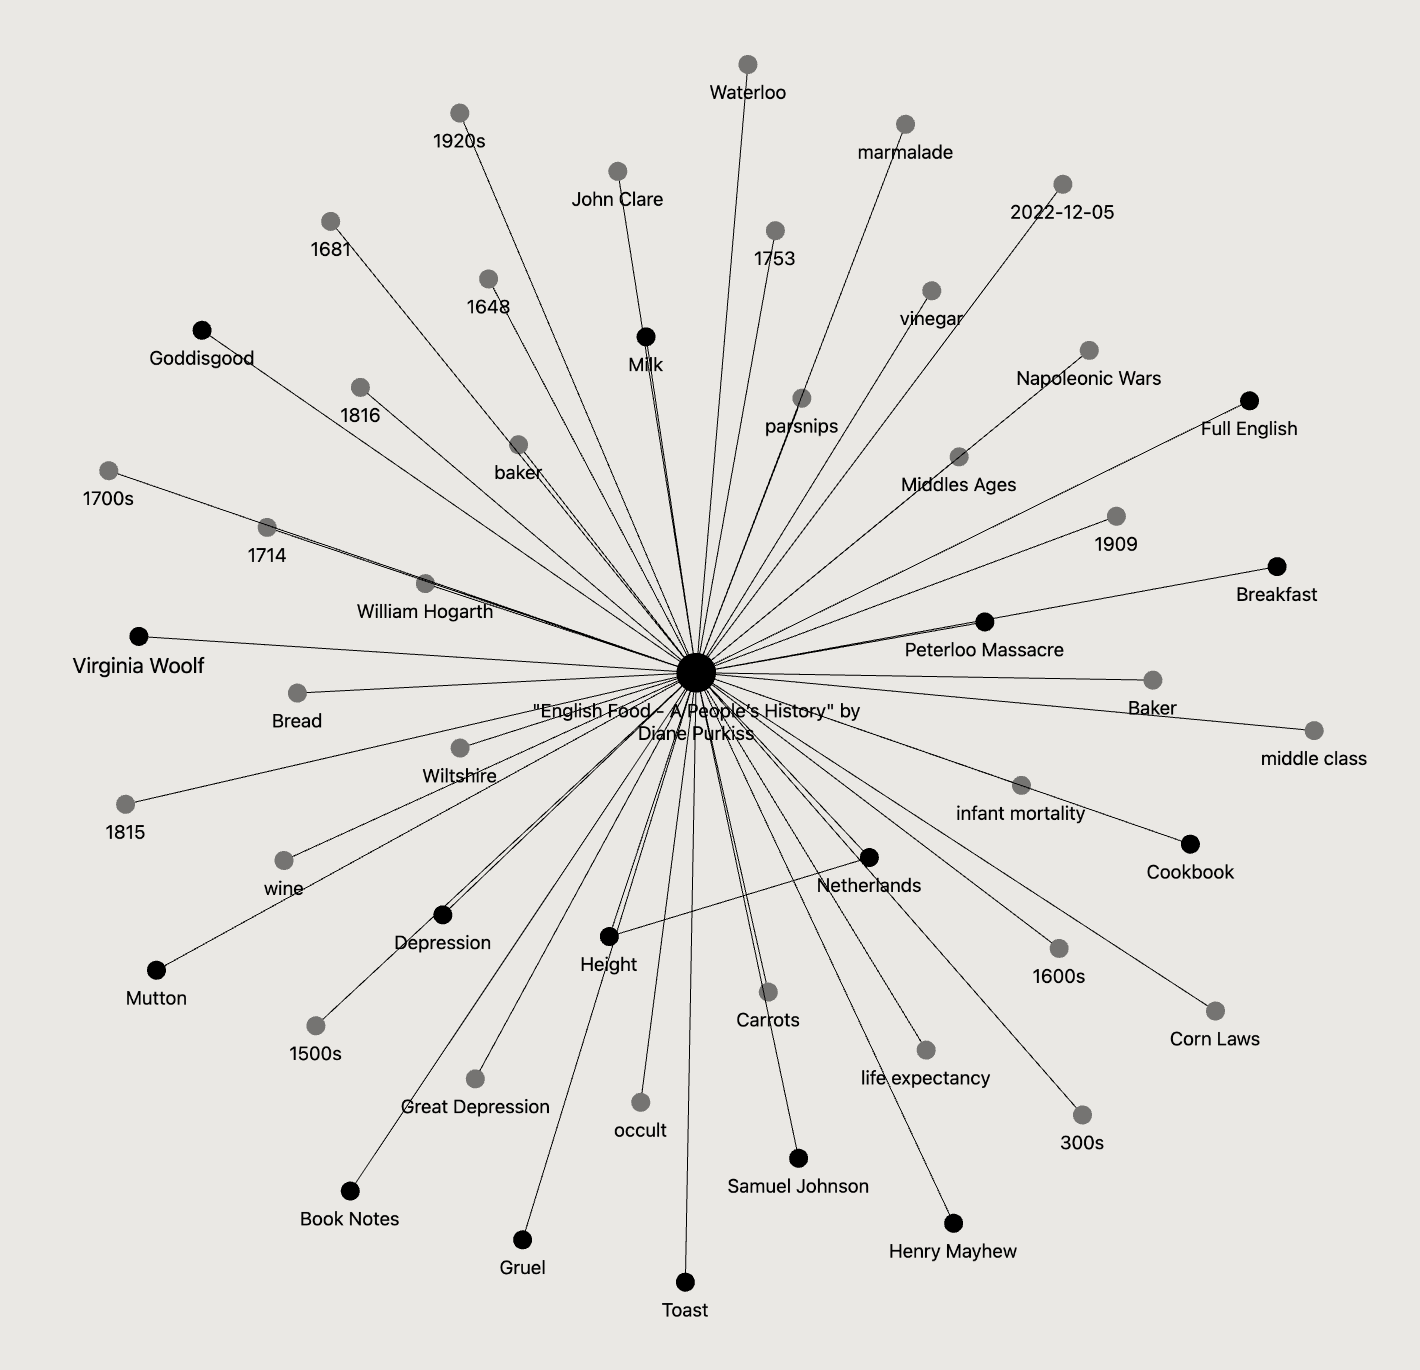 Waterloo
1920s
marmalade
John Clare
2022-12-05
1681
1753
1648
vinegar
Goddisgood
Milk
Napoleonic Wars
1816
parsnips
Full English
baker
Middles Ages
1700s
1909
1714
Breakfast
William Hogarth
Peterloo Massacre
Virginia Woolf
Baker
"English Food – A People's History" by
Diane Purkiss
Bread
middle class
Wiltshire
infant mortality
1815
Cookbook
wine
Netherlands
Depression
Height
1600s
Mutton
Carrots
Corn Laws
1500s
life expectancy
Great Depression
occult
300s
Samuel Johnson
Book Notes
Henry Mayhew
Gruel
Toast